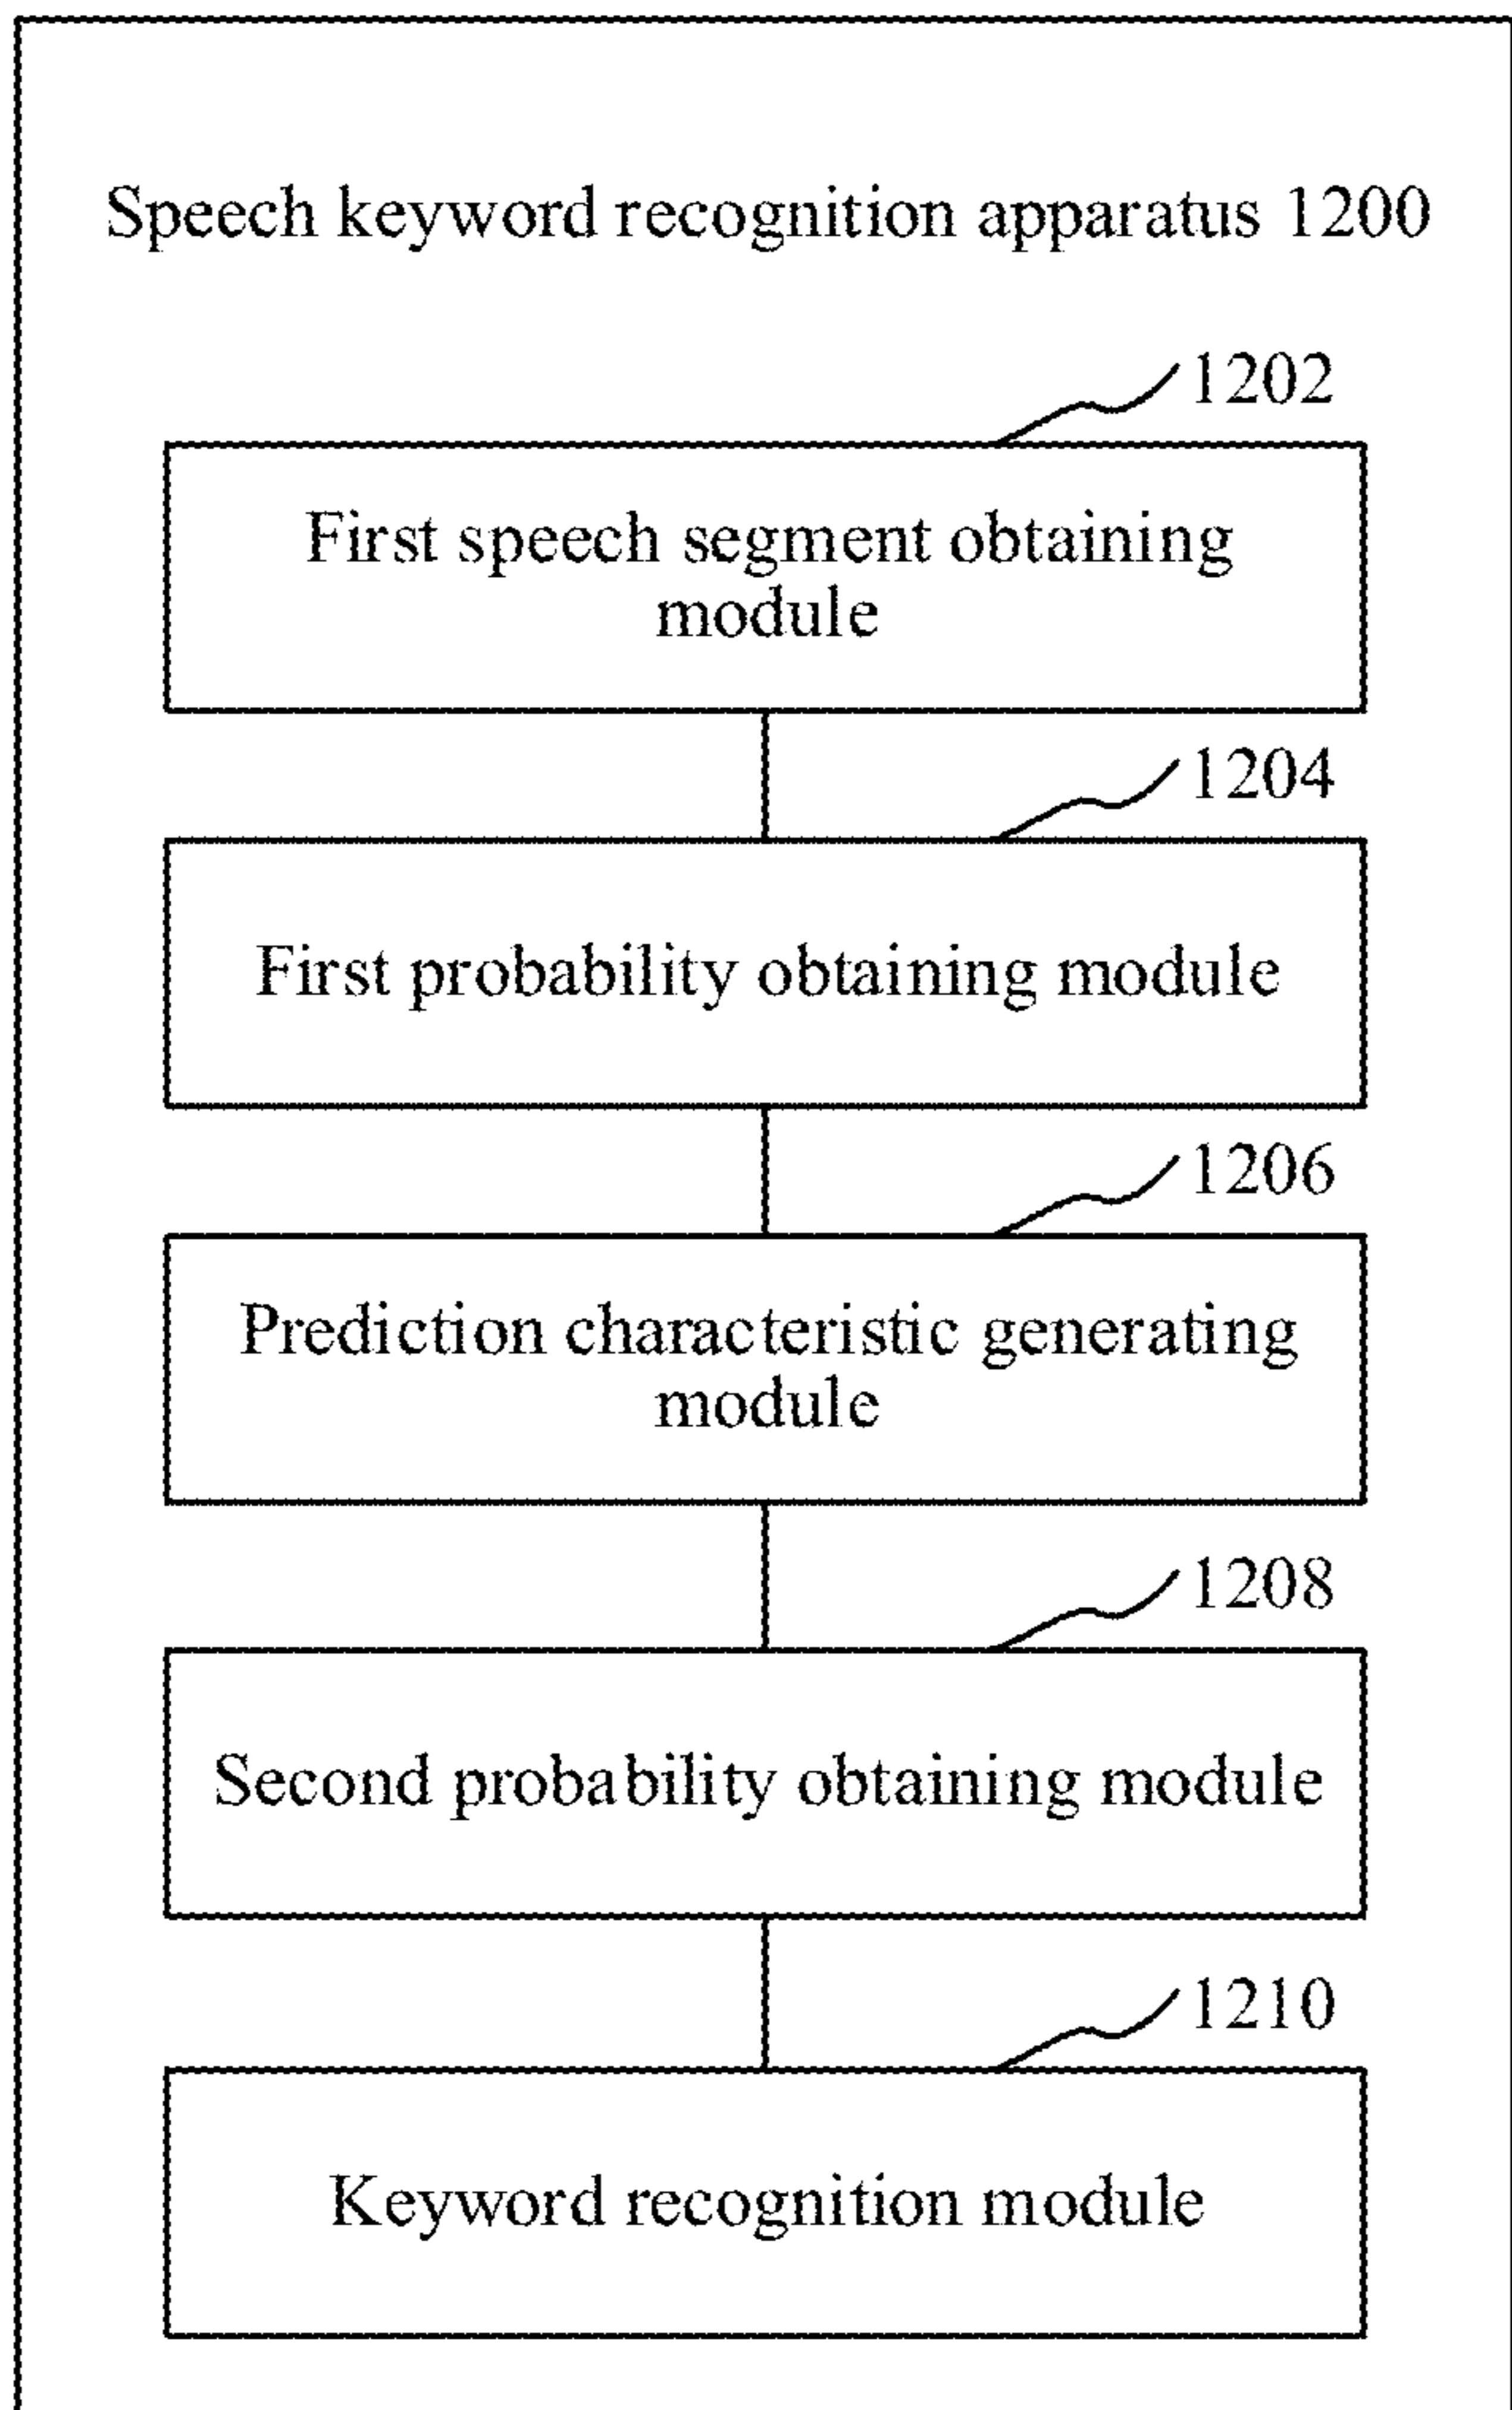 Speech keyword recognition apparatus 1200
1202
First speech segment obtaining
module
1204
First probability obtaining module
1206
Prediction characteristic generating
module
1208
Second probability obtaining module
1210
Keyword recognition module